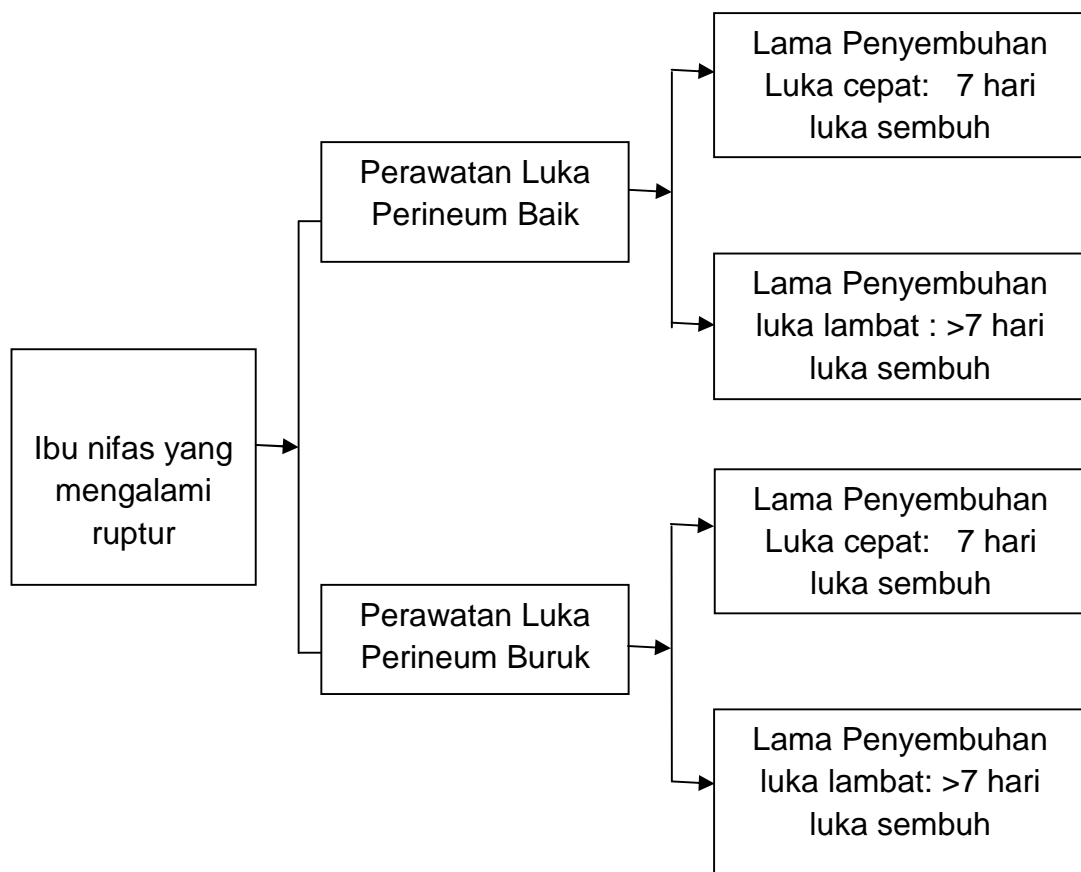 Lama Penyembuhan
Luka cepat: 7 hari
luka sembuh
Perawatan Luka
Perineum Baik
Lama Penyembuhan
luka lambat : >7 hari
luka sembuh
Ibu nifas yang
mengalami
ruptur
Lama Penyembuhan
Luka cepat: 7 hari
luka sembuh
Perawatan Luka
Perineum Buruk
Lama Penyembuhan
luka lambat: >7 hari
luka sembuh